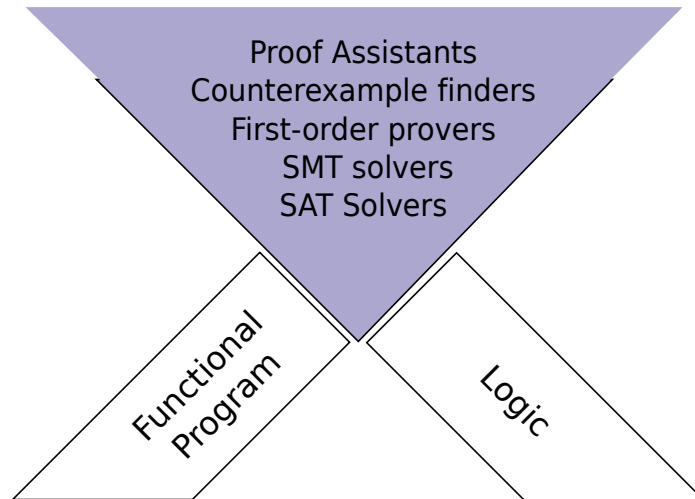 Proof Assistants
Counterexample finders
First-order provers
SMT solvers
SAT Solvers
Functional
Program
Logic